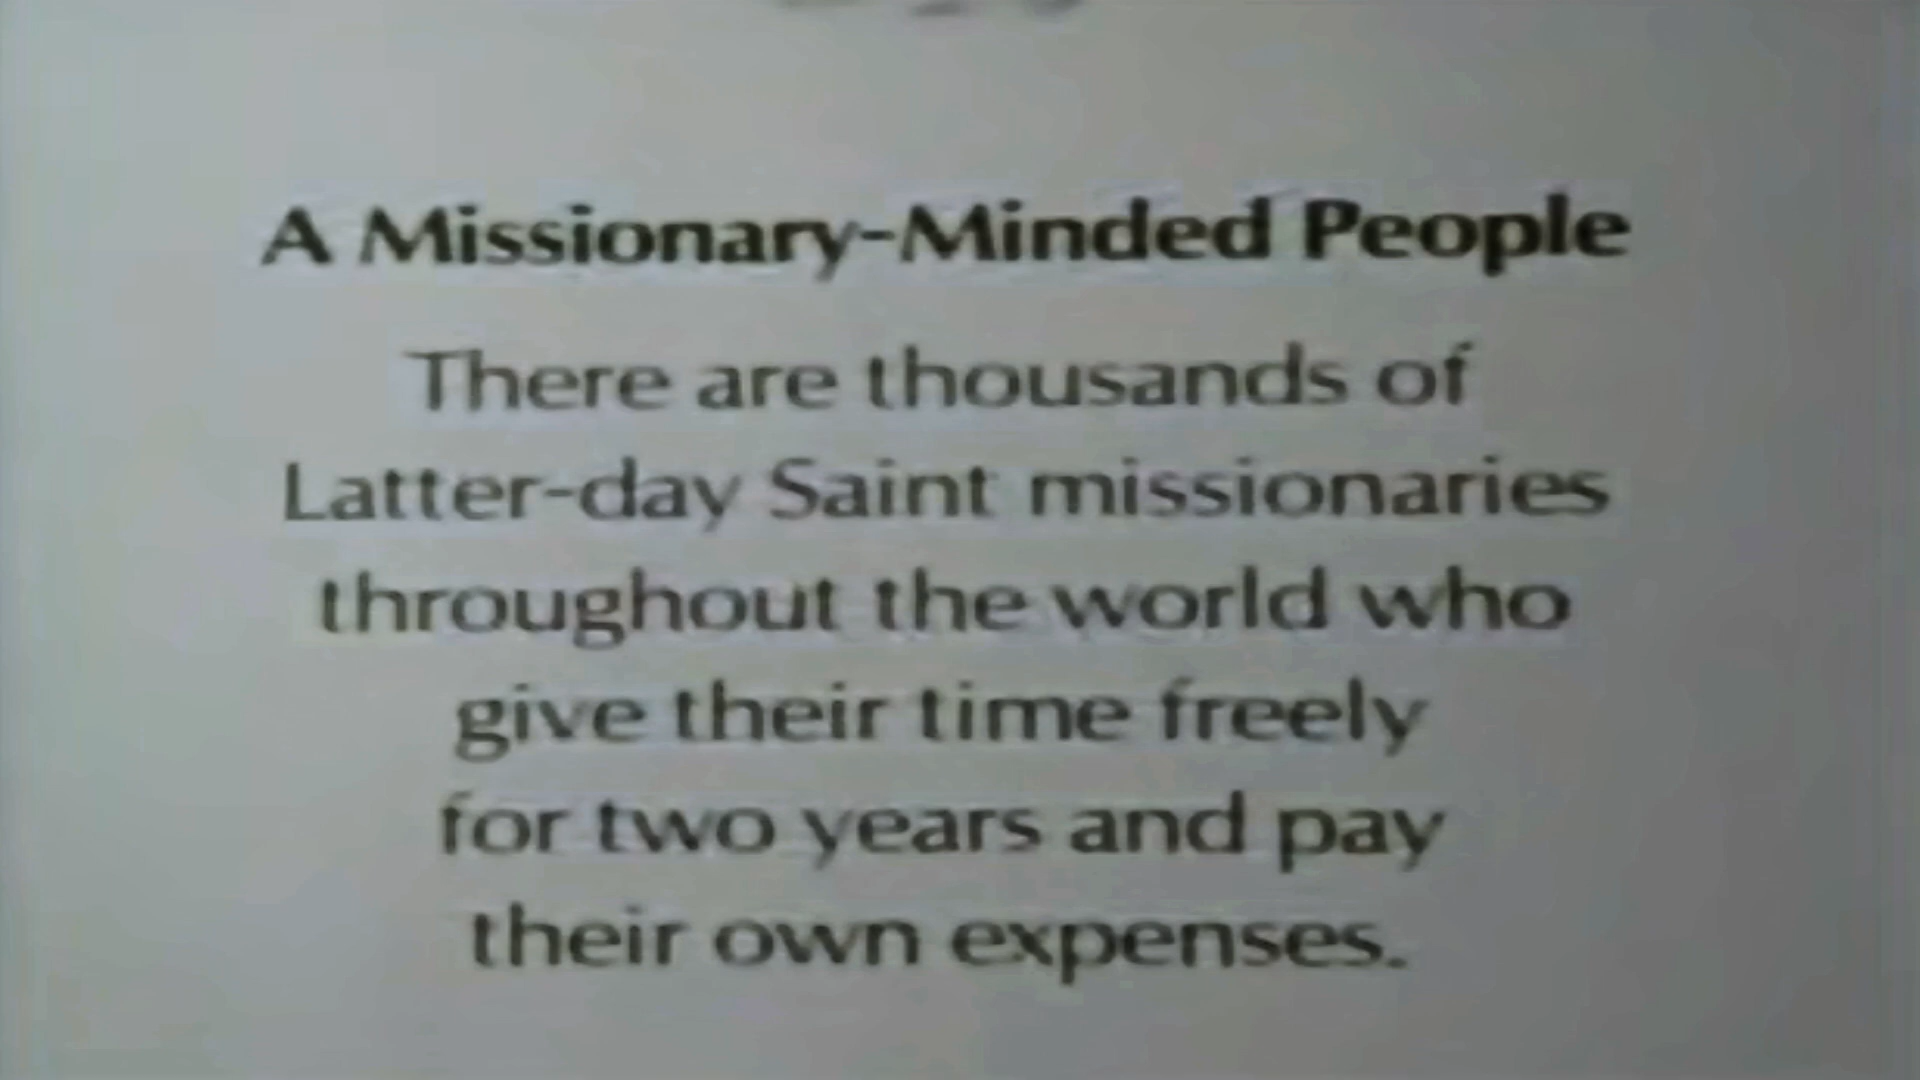 A Missionary-Minded People
There are thousands of
Latter-day Saint missionaries
throughout the world who
give their time freely
for two years and pay
their own expenses.